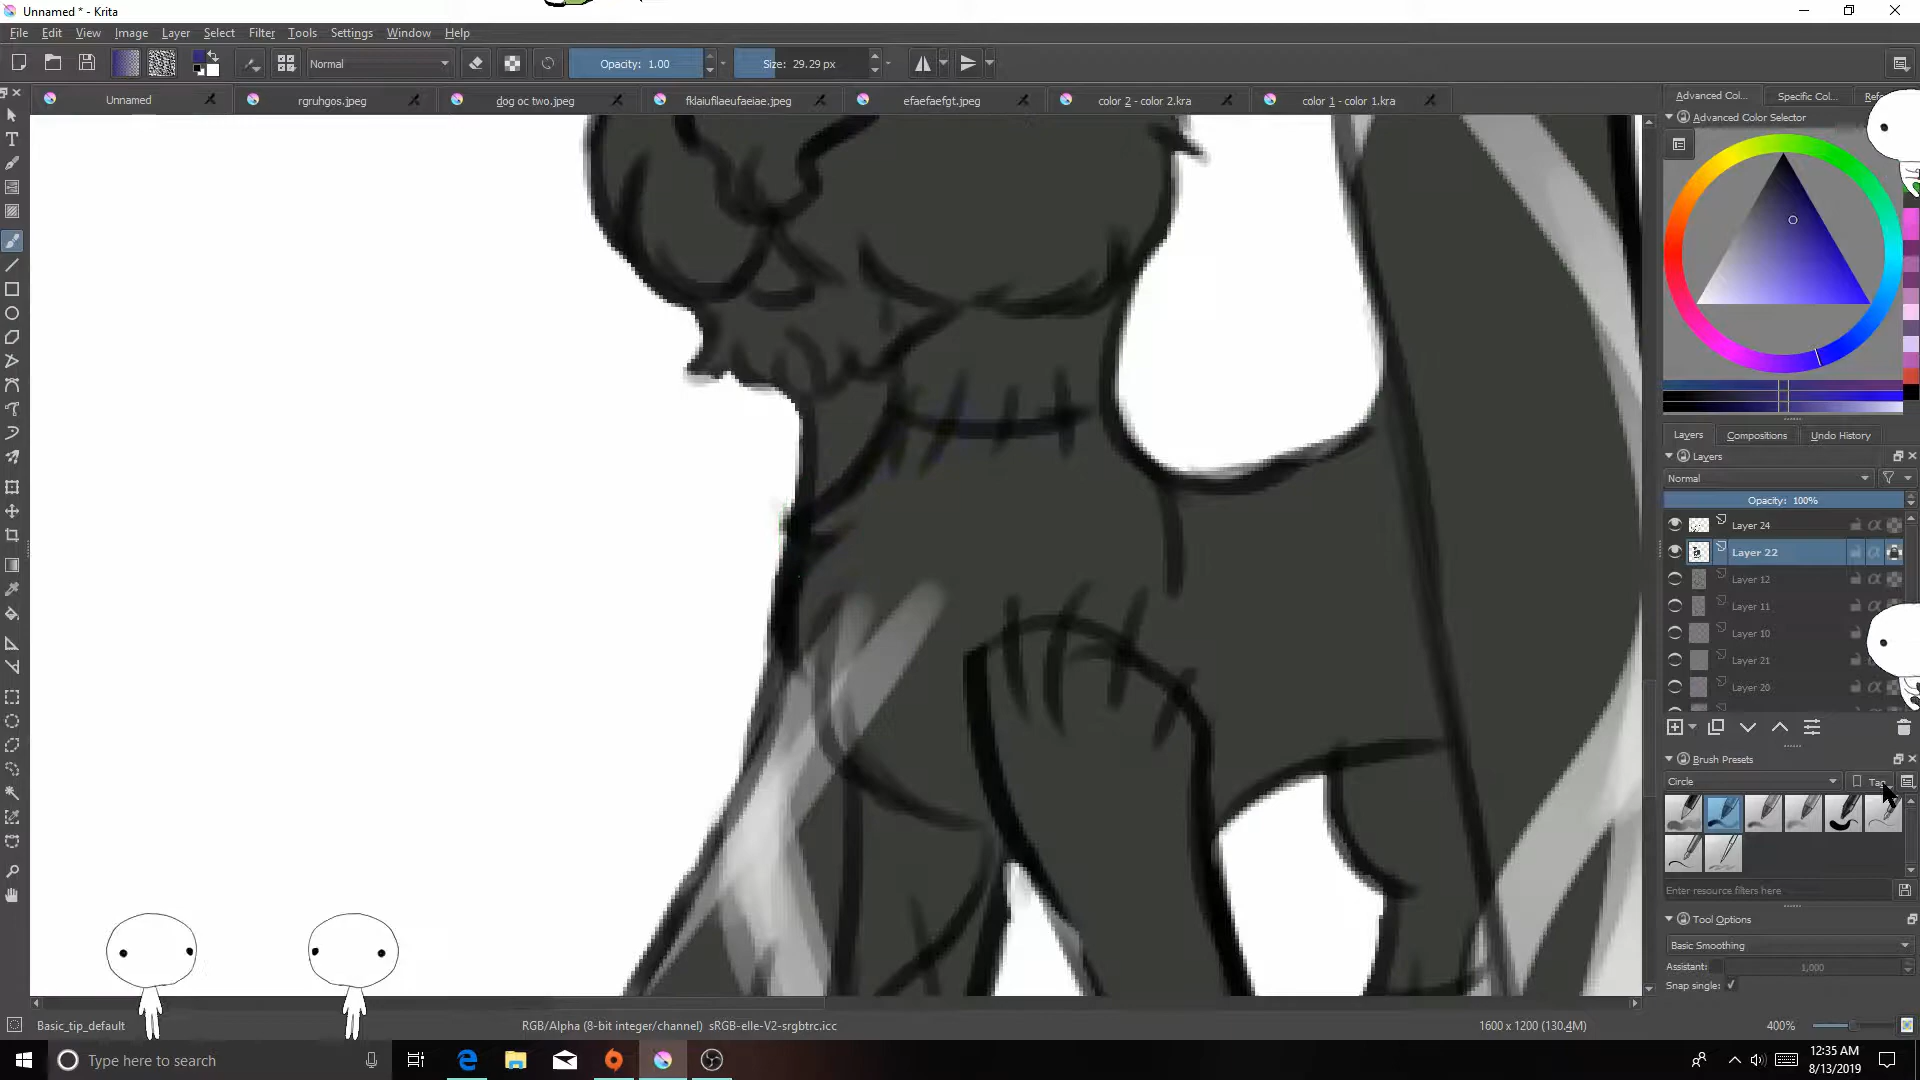 Unnamed * - Krita
File Edit View Image Layer Select Filter Tools Settings Window Help
Normal Opacity: 1.00 Size: 29.29 px
Unnamed rgruhgos.jpeg dog oc two.jpeg fklaiufilaeufaeiae.jpeg efaefaefgt.jpeg color 2 - color 2.kra color 1 - color 1.kra
Advanced Col... Specific Col...
Advanced Color Selector
Layers Compositions Undo History
Layers
Normal
Opacity: 100%
Layer 24
Layer 22
Layer 12
Layer 11
Layer 10
Layer 21
Layer 20
Brush Presets
Circle
Enter resource filters here
Tool Options
Basic Smoothing
Assistant: 1,000
Snap single:
Basic_tip_default RGB/Alpha (8-bit integer/channel) sRGB-elle-V2-srgbtrc.icc 1600 x 1200 (130.4M) 400%
Type here to search
12:35 AM
8/13/2019